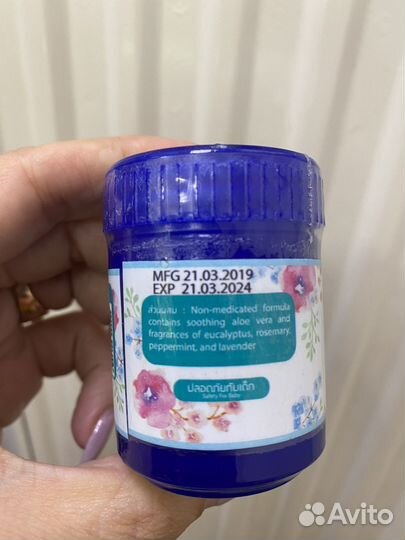 MFG 21.03.2019
EXP 21.03.2024
ส่วนผสม : Non-medicated formula
contains soothing aloe vera and
fragrances of eucalyptus, rosemary,
peppermint, and lavender
ปลอดภัยกับเด็ก
Safety For Baby
Avito